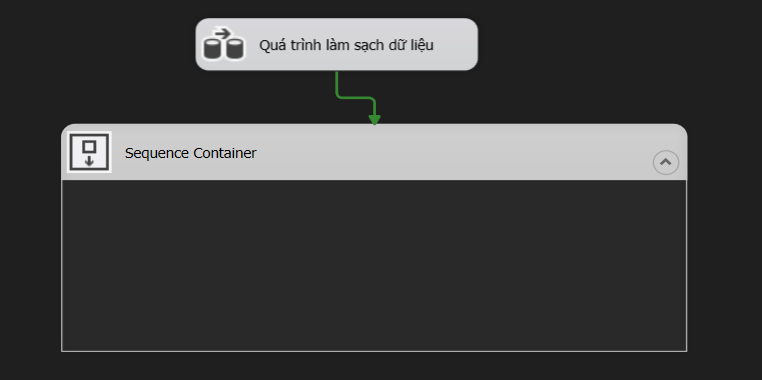 Quá trình làm sạch dữ liệu
Sequence Container